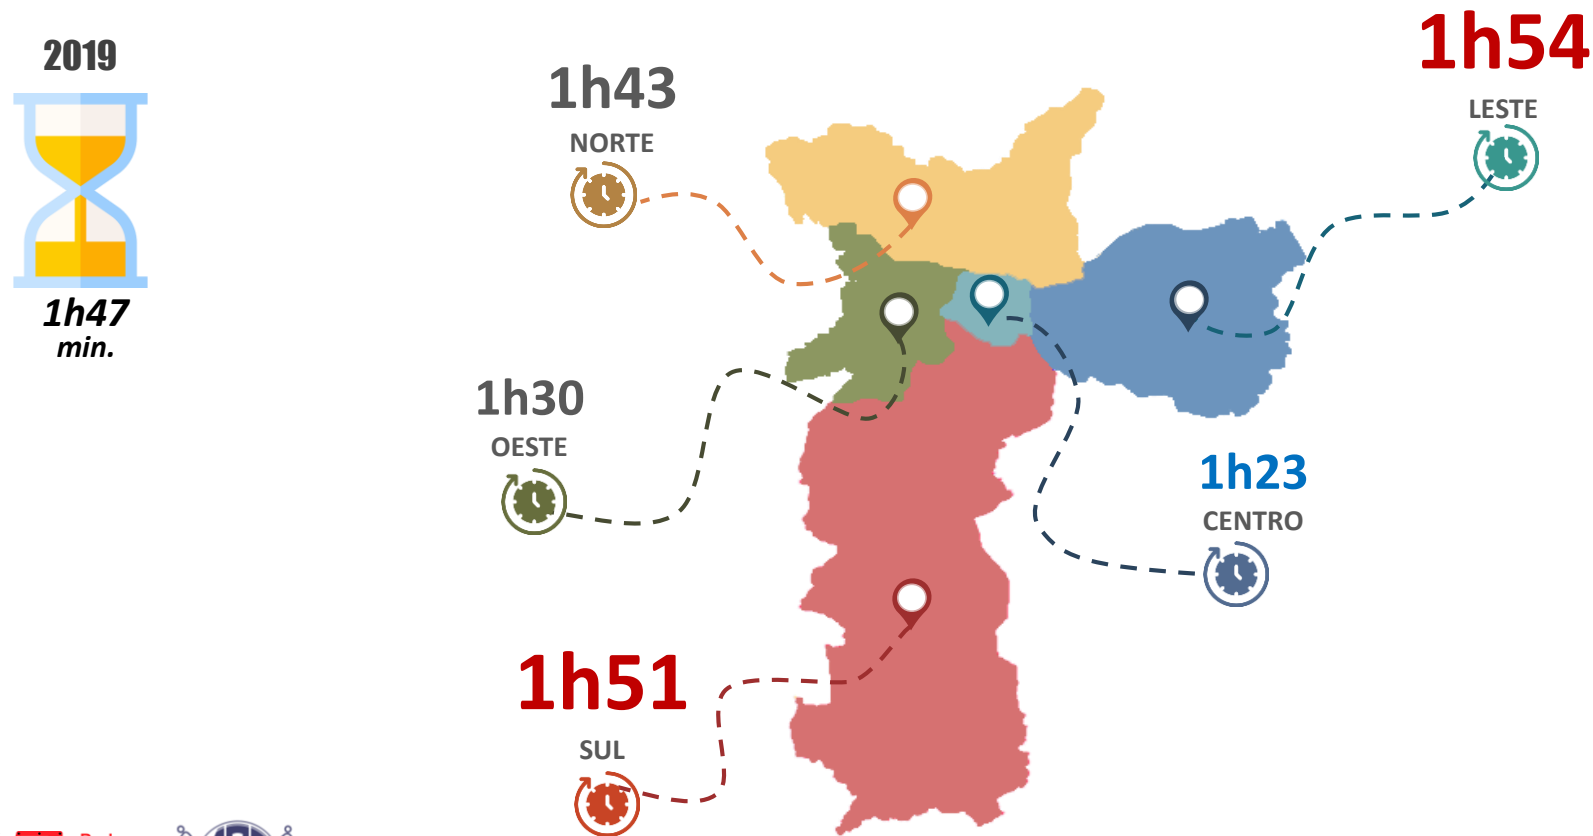 2019
1h47
min.
1h43
NORTE
1h54
LESTE
1h30
OESTE
1h23
CENTRO
1h51
SUL